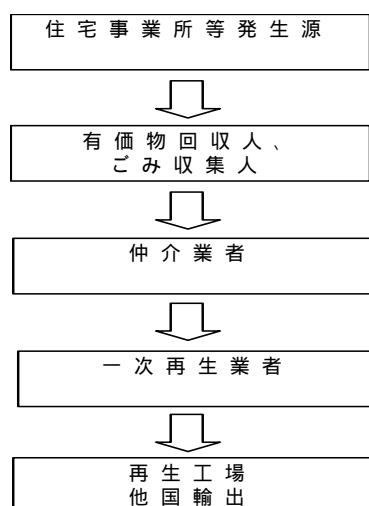 住宅事業所等発生源
有価物回収人、
ごみ収集人
仲介業者
一次再生業者
再生工場
他国輸出